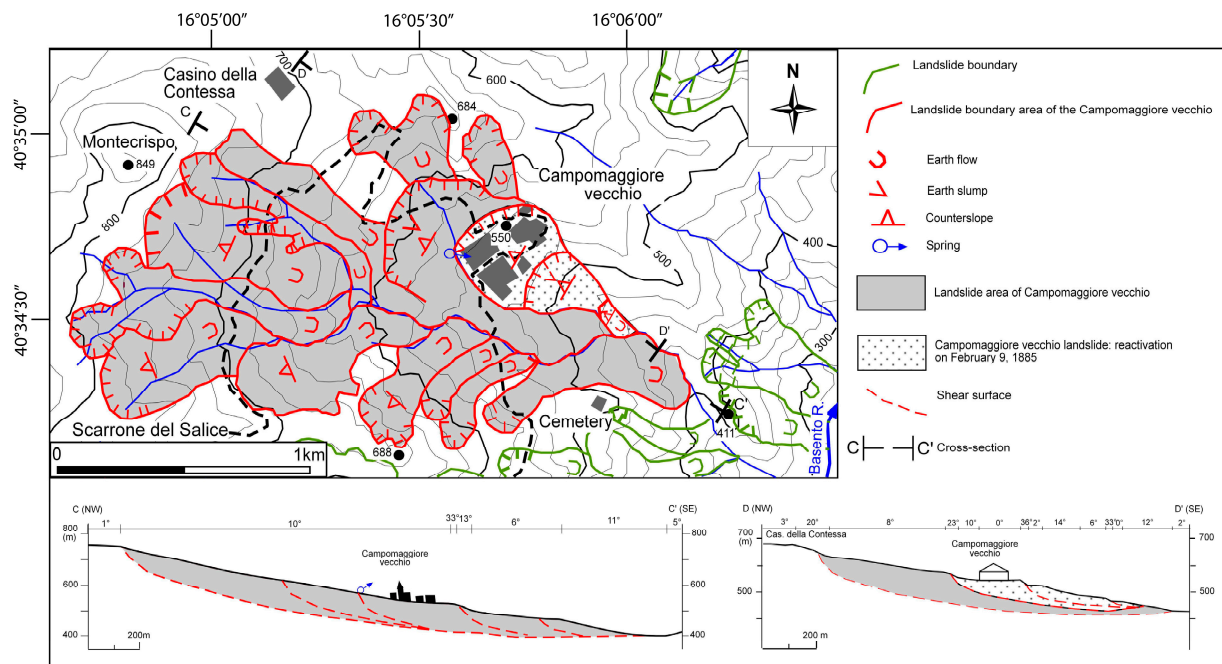 16°05'00"
16°05'30"
16°06'00"
40°35'00"
40°34'30"
Casino della
Contessa
700
D
C
684
600
N
Montecrispo
849
800
Campomaggiore
vecchio
550
500
400
300
D'
C'
411
Cemetery
Scarrone del Salice
688
Basento R.
0
1km
Landslide boundary
Landslide boundary area of the Campomaggiore vecchio
Earth flow
Earth slump
Counterslope
Spring
Landslide area of Campomaggiore vecchio
Campomaggiore vecchio landslide: reactivation
on February 9, 1885
Shear surface
C C' Cross-section
C (NW)
C' (SE)
800
(m)
1° 10° 33° 13° 6° 11° 5°
800
Campomaggiore
vecchio
600
600
400
400
200m
D (NW)
D' (SE)
3° 20° 8° 23° 10° 0° 36° 2° 14° 6° 33° 0° 12° 2°
700
(m)
Cas. della Contessa
700
Campomaggiore
vecchio
500
500
200 m